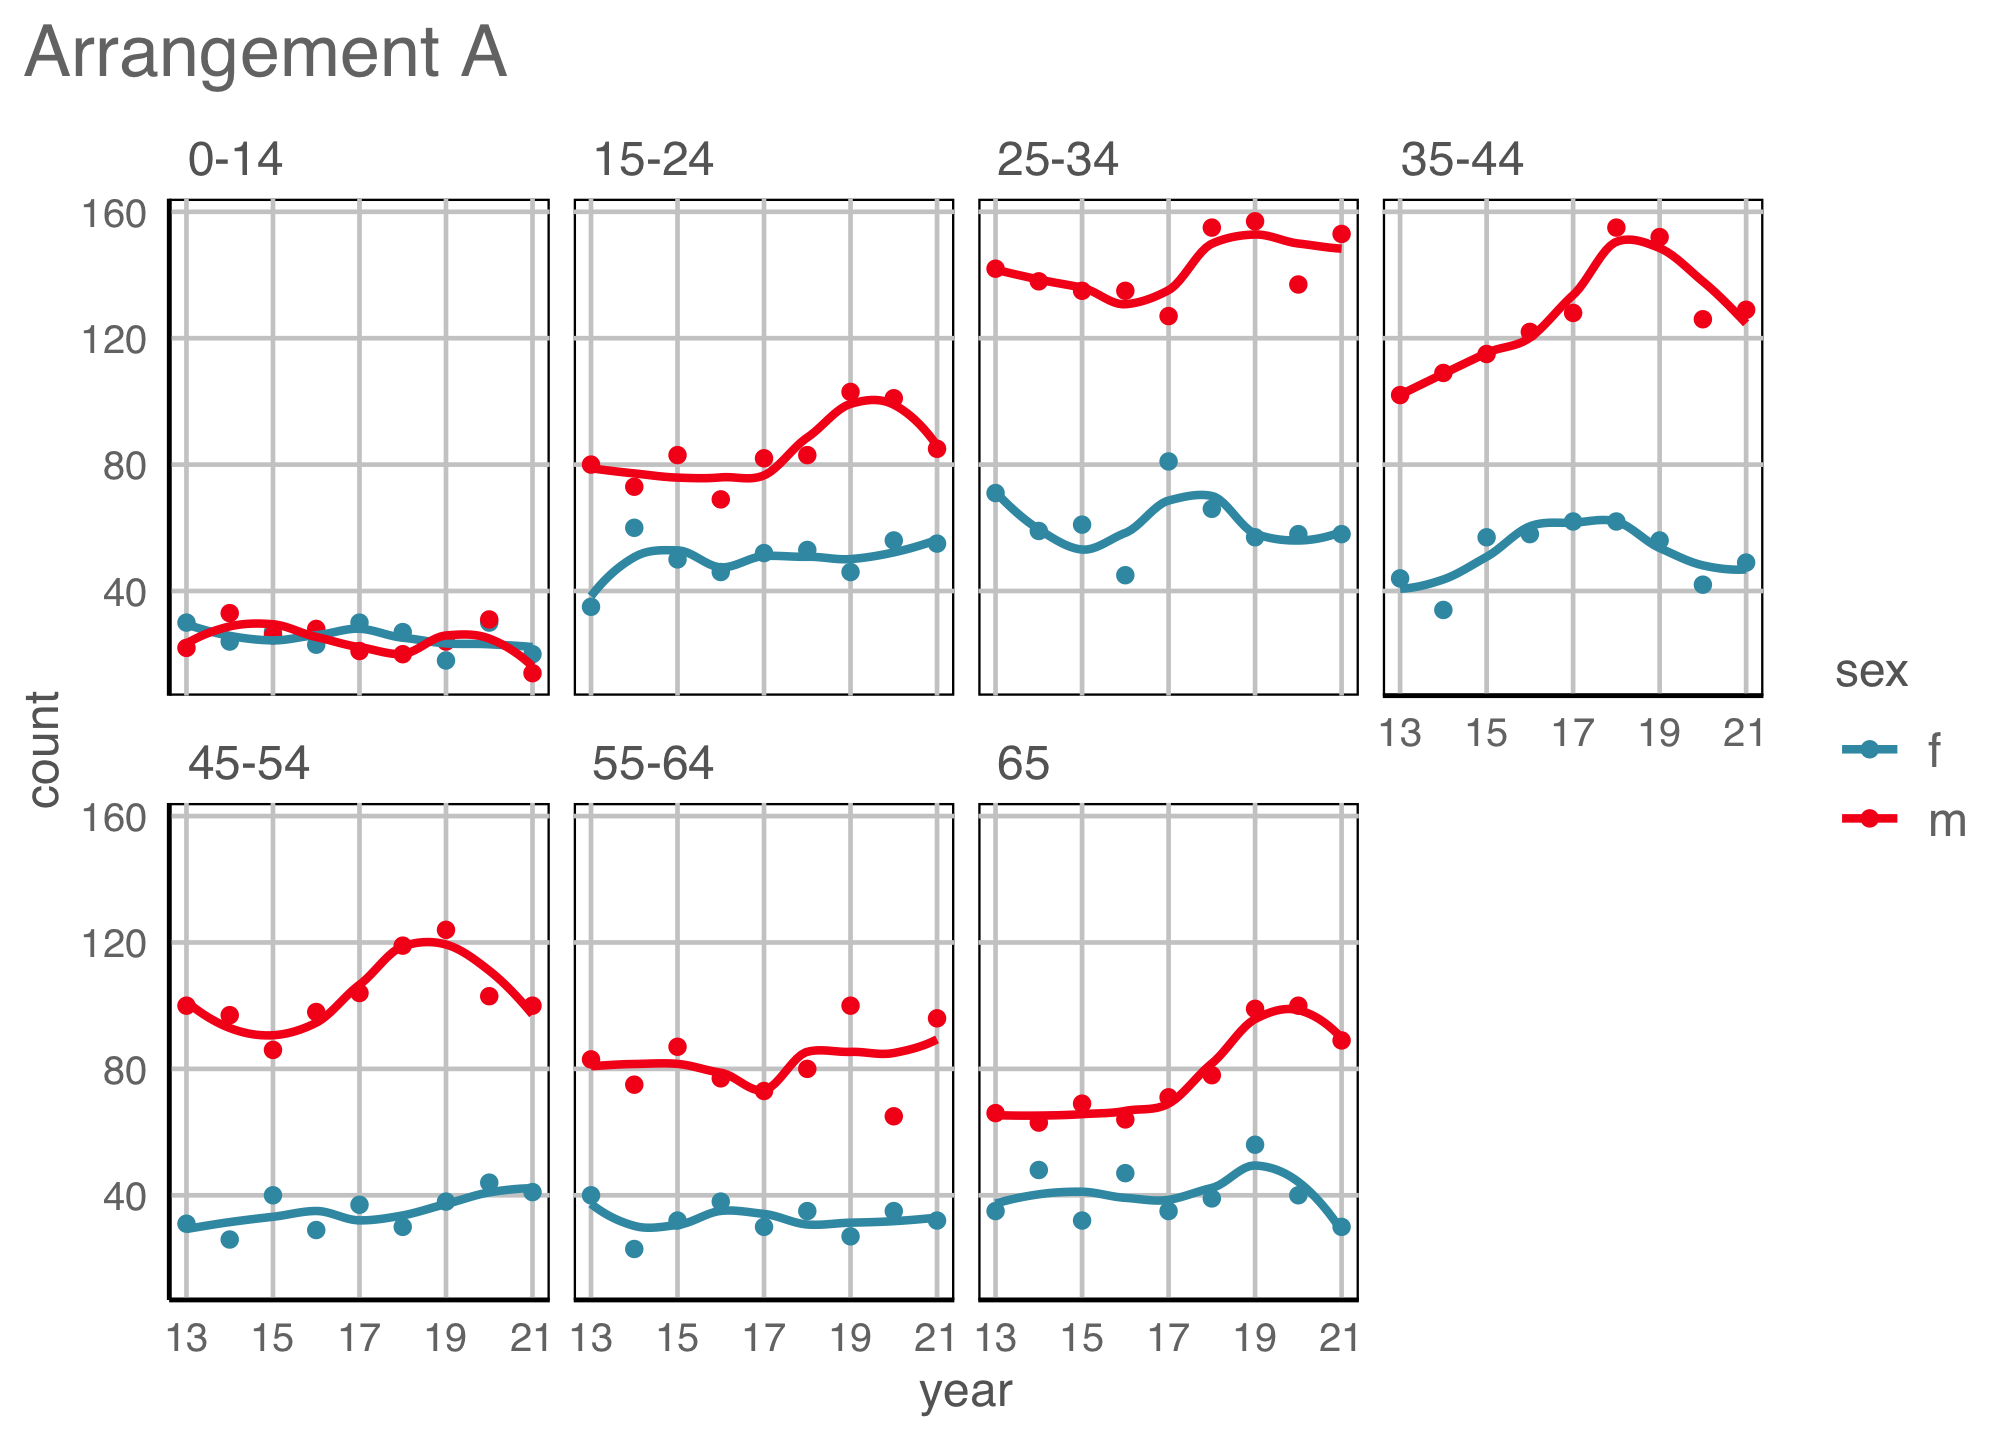 Arrangement A
0-14 15-24 25-34 35-44
160
120
80
40
13 15 17 19 21
45-54 55-64 65
160
120
80
40
13 15 17 19 21 13 15 17 19 21 13 15 17 19 21
year
count
sex
f
m